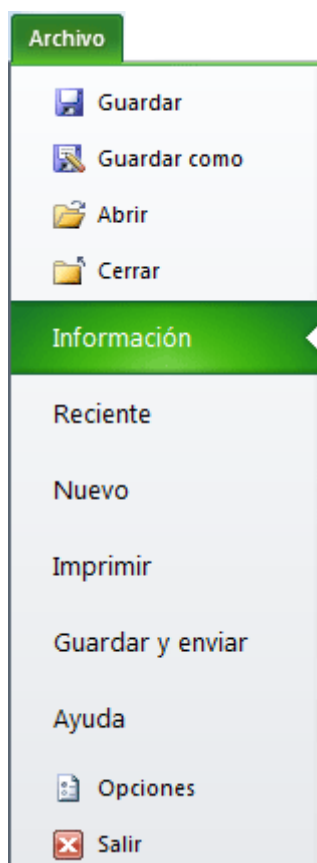 Archivo
Guardar
Guardar como
Abrir
Cerrar
Información
Reciente
Nuevo
Imprimir
Guardar y enviar
Ayuda
Opciones
Salir